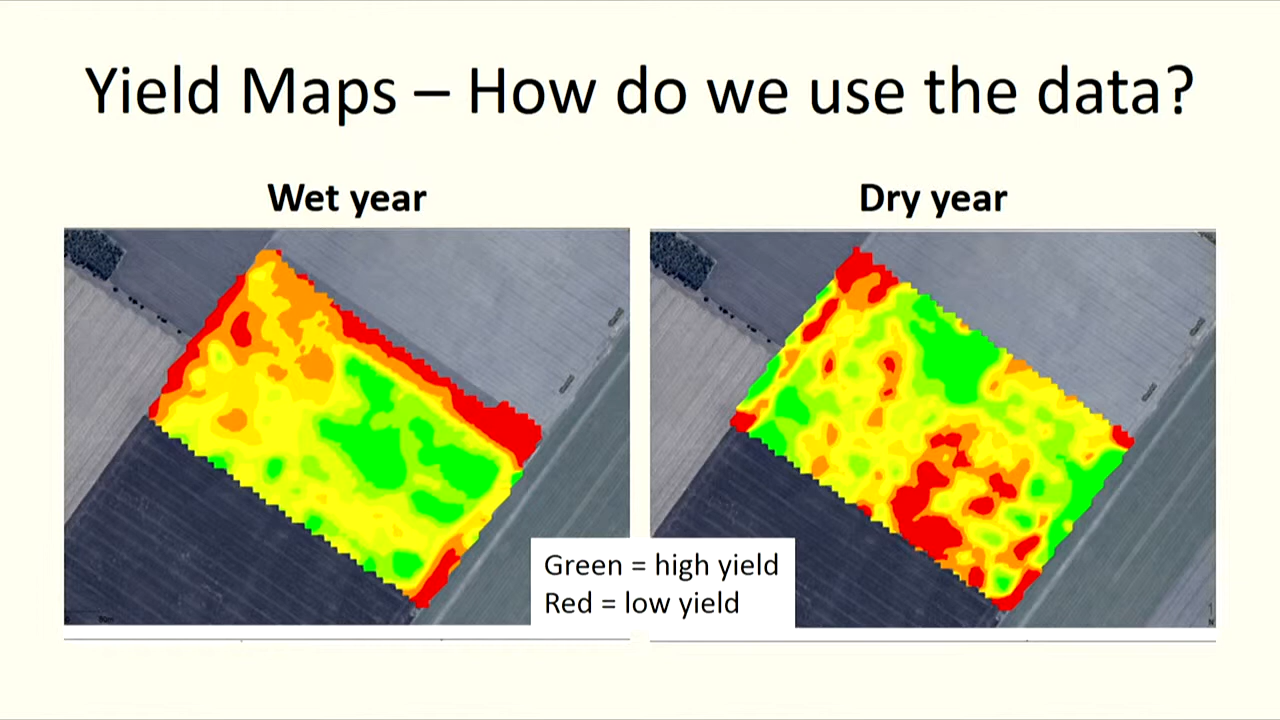 Yield Maps – How do we use the data?
Wet year
Dry year
Green = high yield
Red = low yield